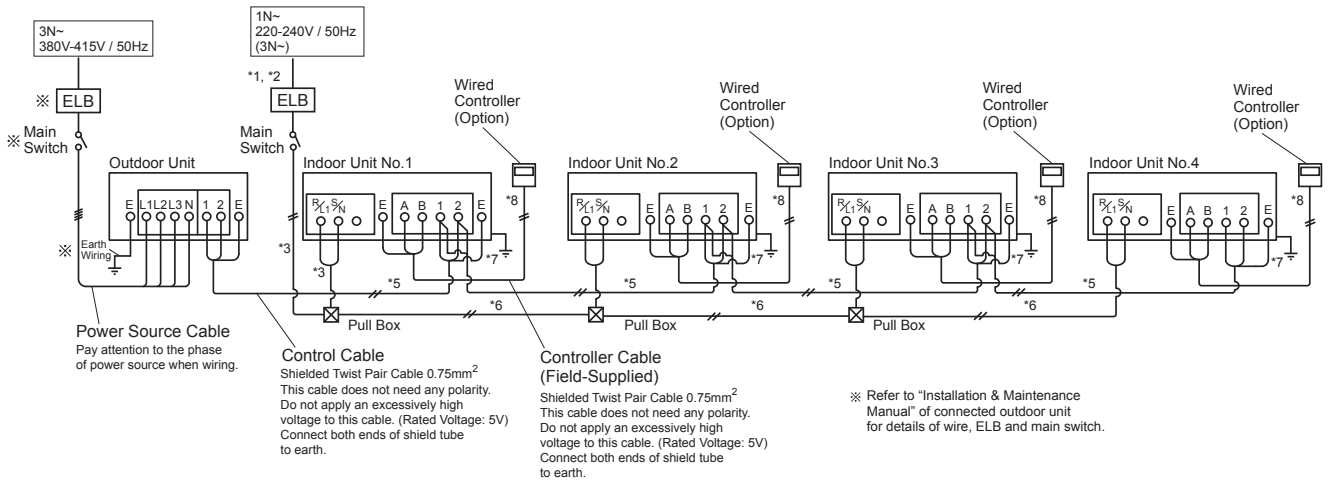 3N~
380V-415V / 50Hz
1N~
220-240V / 50Hz
(3N~)
*1, *2
※ ELB
ELB
※ Main
Switch
Main
Switch
Wired
Controller
(Option)
Wired
Controller
(Option)
Wired
Controller
(Option)
Wired
Controller
(Option)
Outdoor Unit
Indoor Unit No.1
Indoor Unit No.2
Indoor Unit No.3
Indoor Unit No.4
E L1 L2 L3 N 1 2 E
R/L1 S/N E A B 1 2 E
R/L1 S/N E A B 1 2 E
R/L1 S/N E A B 1 2 E
R/L1 S/N E A B 1 2 E
*8
*8
*8
*8
※
Earth
Wiring
*3
*3
*7
*7
*7
*7
*5
*5
*5
*5
*6
*6
*6
Pull Box
Pull Box
Pull Box
Power Source Cable
Pay attention to the phase
of power source when wiring.
Control Cable
Shielded Twist Pair Cable 0.75mm²
This cable does not need any polarity.
Do not apply an excessively high
voltage to this cable. (Rated Voltage: 5V)
Connect both ends of shield tube
to earth.
Controller Cable
(Field-Supplied)
Shielded Twist Pair Cable 0.75mm²
This cable does not need any polarity.
Do not apply an excessively high
voltage to this cable. (Rated Voltage: 5V)
Connect both ends of shield tube
to earth.
※ Refer to “Installation & Maintenance
Manual” of connected outdoor unit
for details of wire, ELB and main switch.